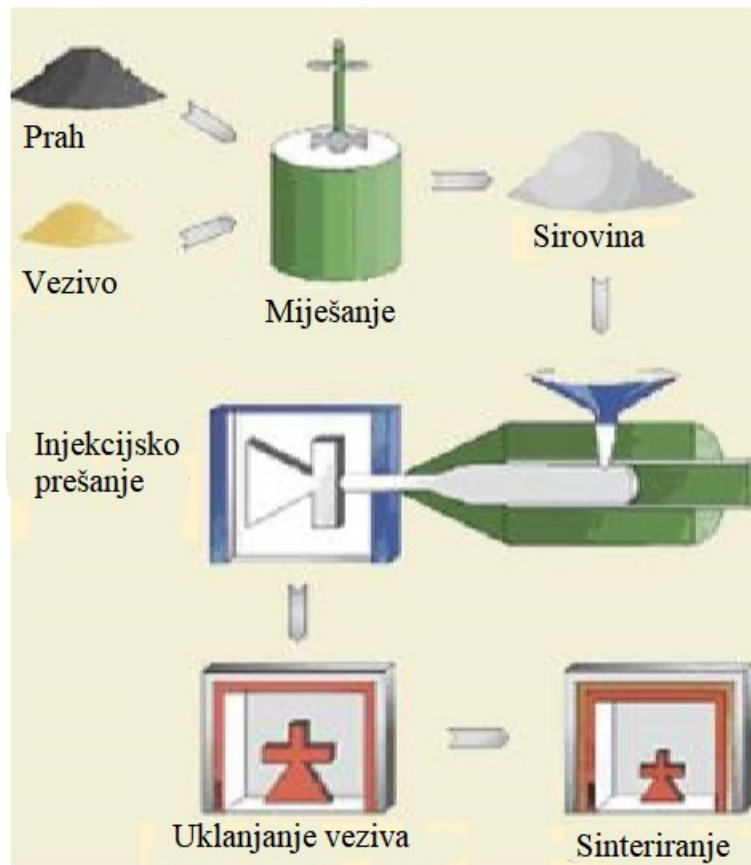 Prah
Vezivo
Miješanje
Sirovina
Injekcijsko
prešanje
Uklanjanje veziva
Sinteriranje